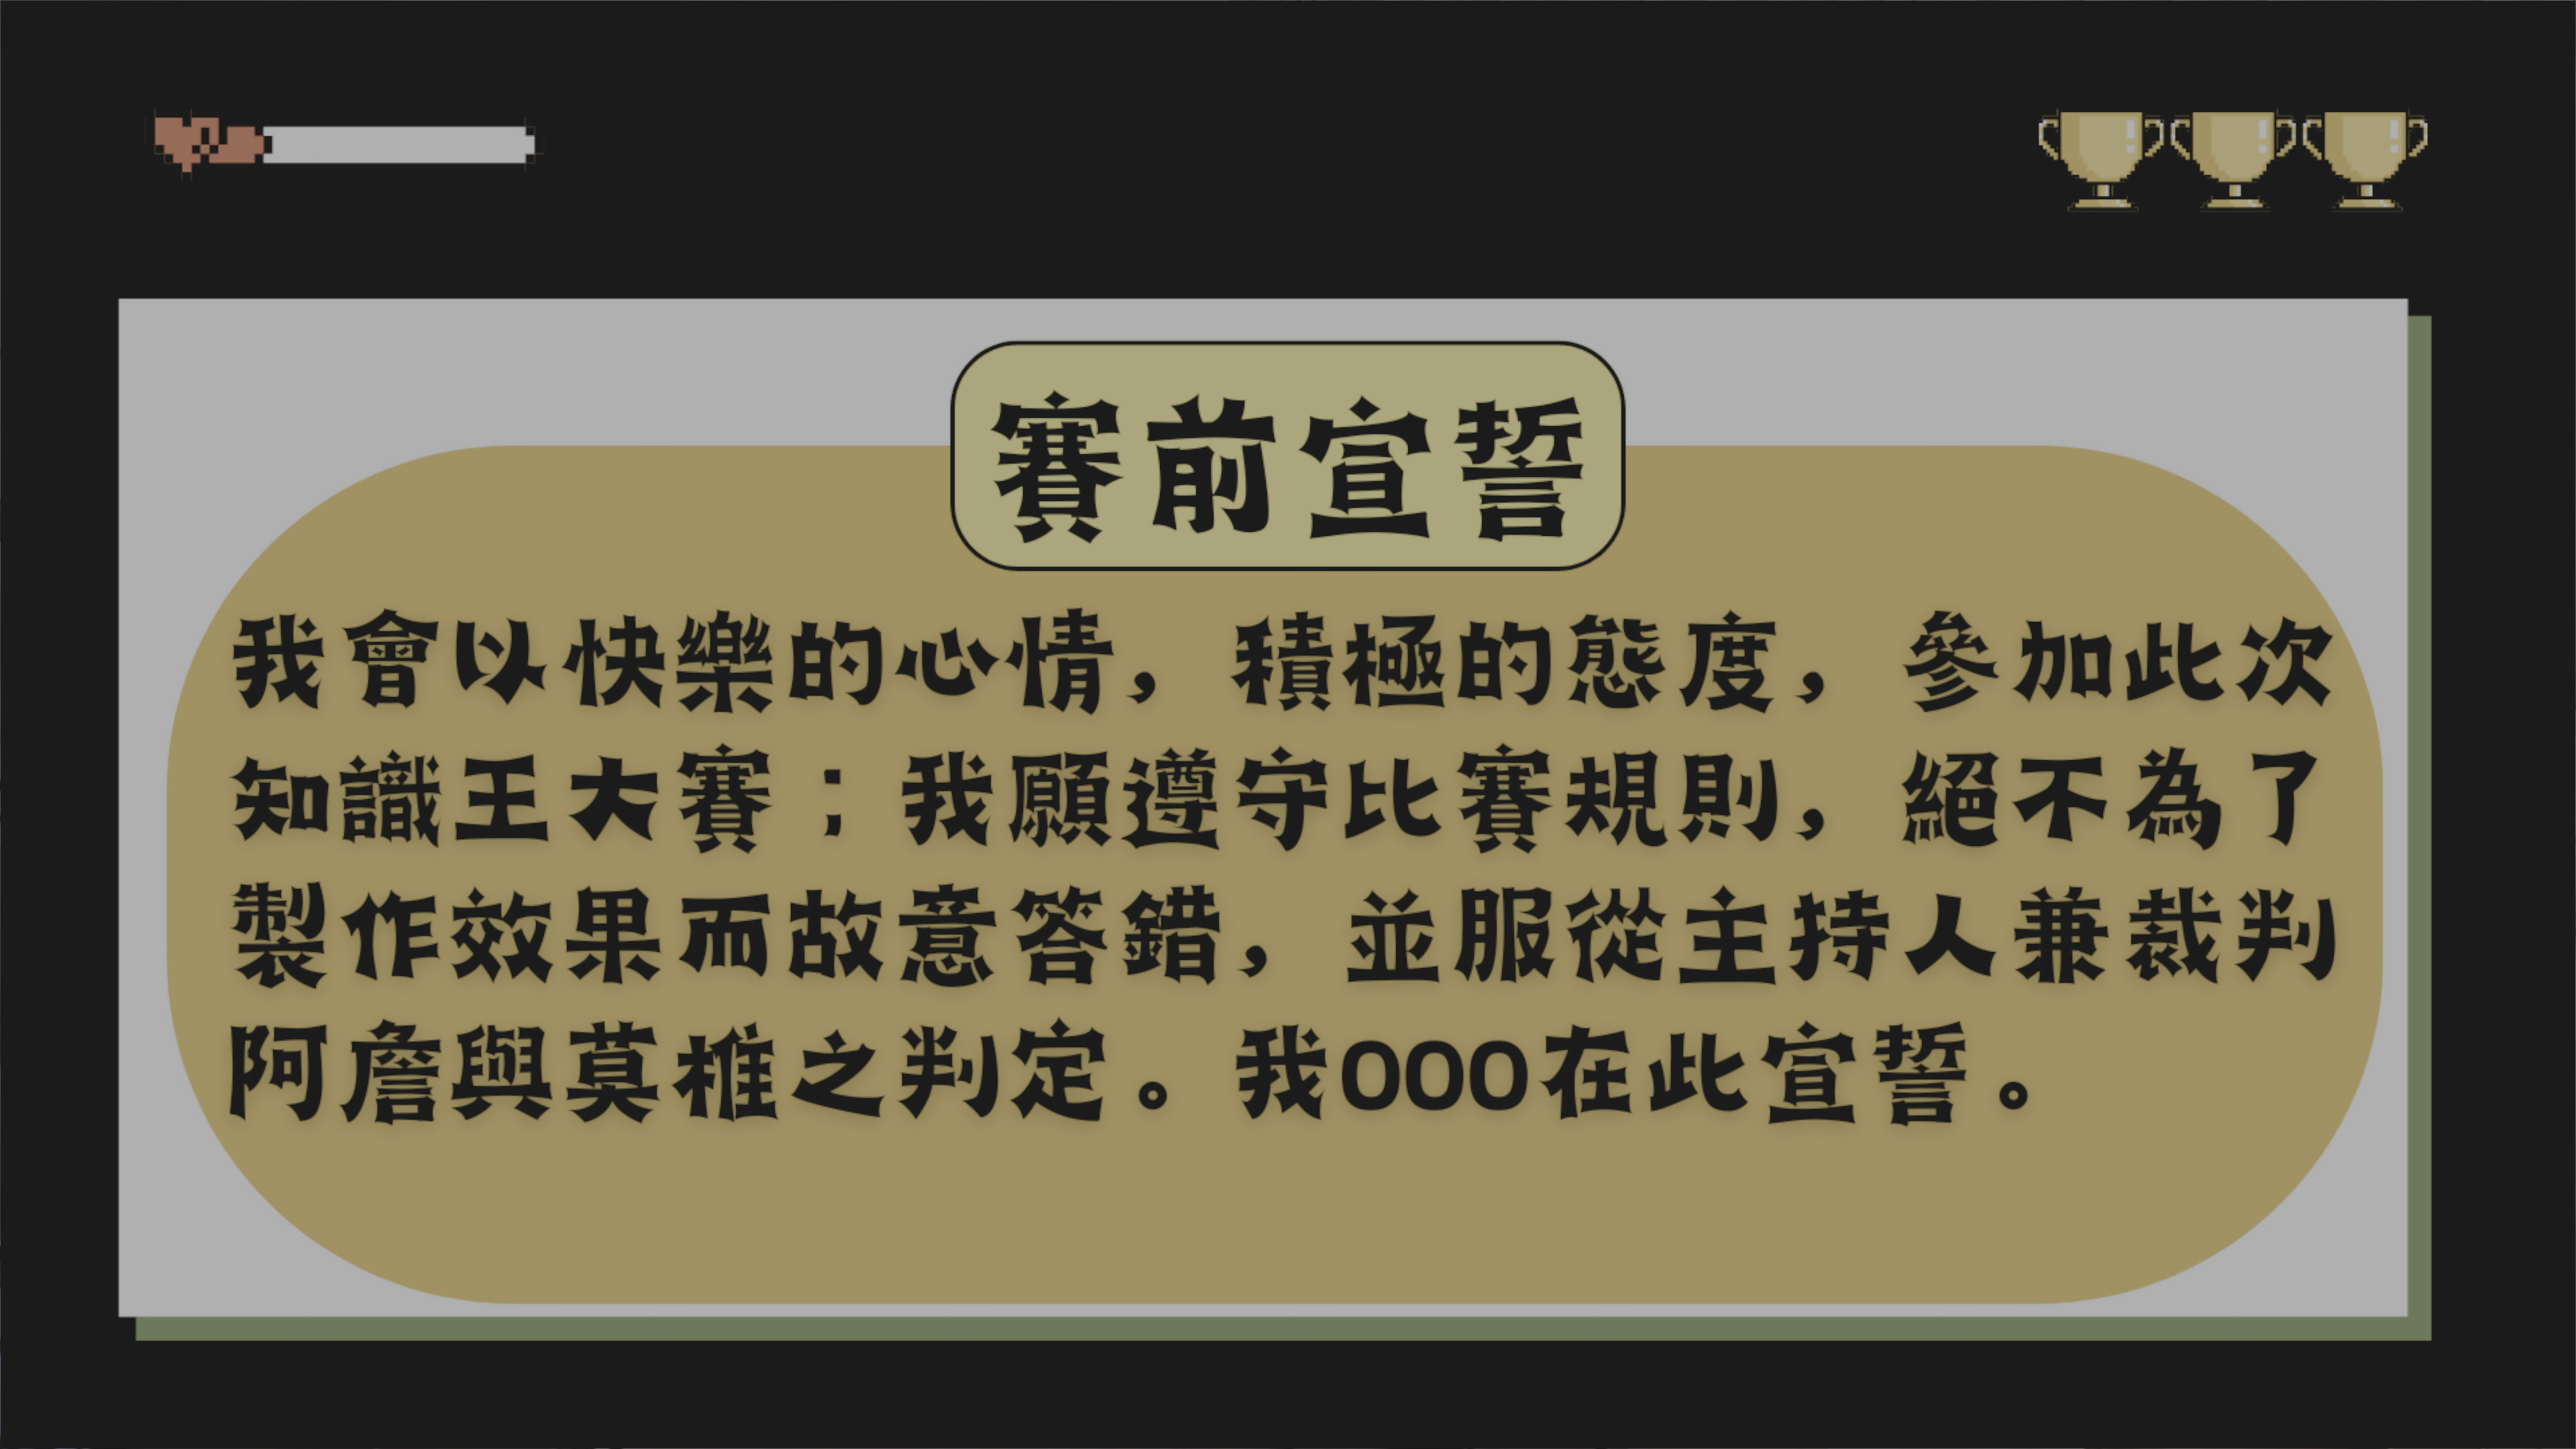 賽前宣誓
我會以快樂的心情，積極的態度，參加此次
知識王大賽；我願遵守比賽規則，絕不為了
製作效果而故意答錯，並服從主持人兼裁判
阿詹與莫椎之判定。我OOO在此宣誓。